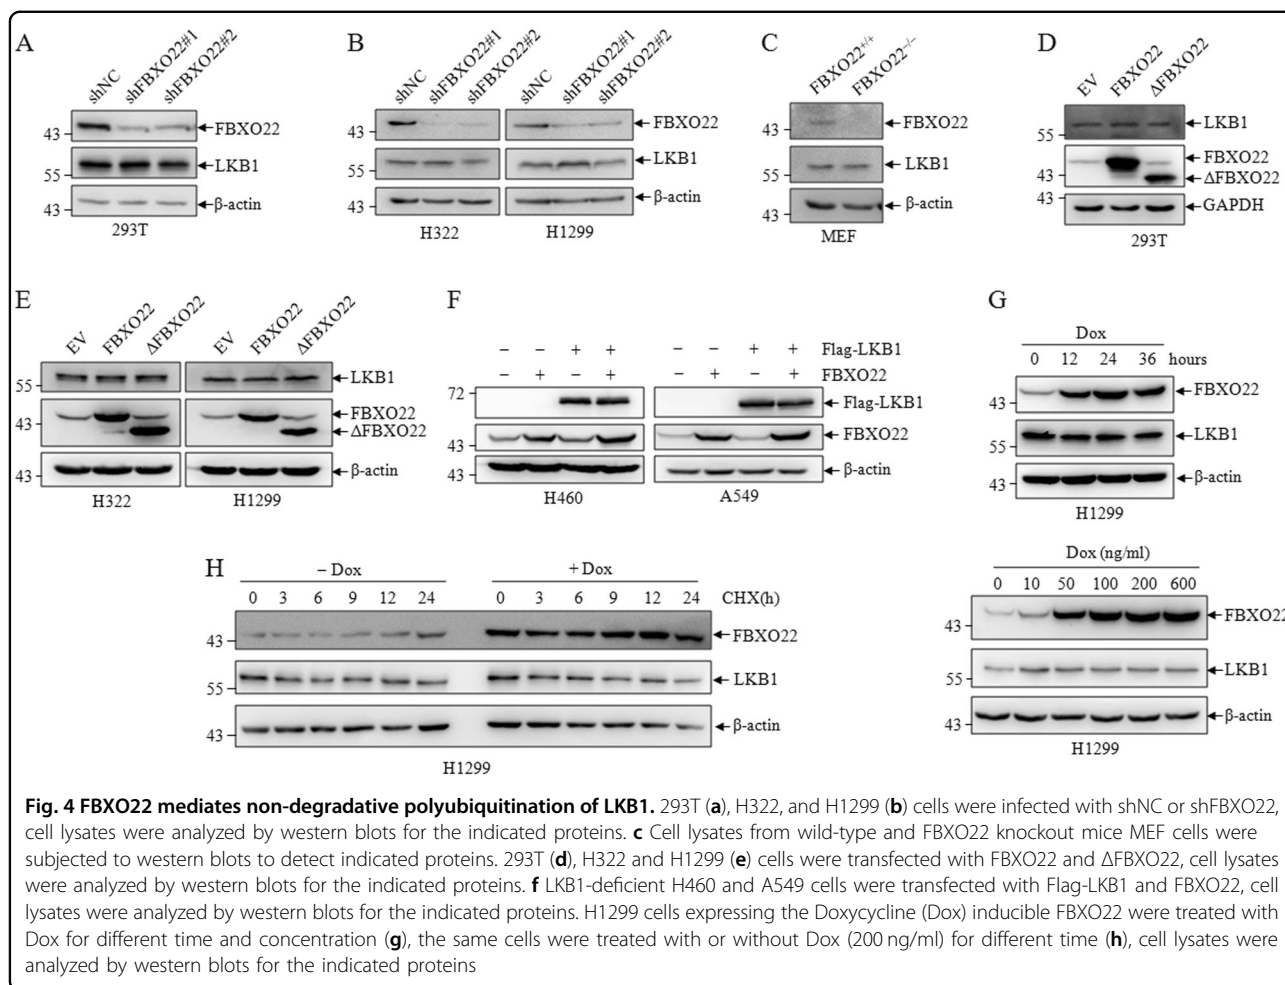 A
shNC
shFBXO22#1
shFBXO22#2
43
FBXO22
55
LKB1
43
β-actin
293T
B
shNC
shFBXO22#1
shFBXO22#2
shNC
shFBXO22#1
shFBXO22#2
43
FBXO22
55
LKB1
43
β-actin
H322
H1299
C
FBXO22+/+
FBXO22−/−
43
FBXO22
55
LKB1
43
β-actin
MEF
D
EV
FBXO22
ΔFBXO22
55
LKB1
FBXO22
43
ΔFBXO22
43
GAPDH
293T
E
EV
FBXO22
ΔFBXO22
EV
FBXO22
ΔFBXO22
55
LKB1
43
FBXO22
ΔFBXO22
43
β-actin
H322
H1299
F
− − + + − − + + Flag-LKB1
− + − + − + − + FBXO22
72
Flag-LKB1
43
FBXO22
43
β-actin
H460
A549
G
Dox
0 12 24 36 hours
43
FBXO22
55
LKB1
43
β-actin
H1299
Dox (ng/ml)
0 10 50 100 200 600
43
FBXO22
55
LKB1
43
β-actin
H1299
H
− Dox
+ Dox
0 3 6 9 12 24 0 3 6 9 12 24 CHX(h)
43
FBXO22
55
LKB1
43
β-actin
H1299
Fig. 4 FBXO22 mediates non-degradative polyubiquitination of LKB1. 293T (a), H322, and H1299 (b) cells were infected with shNC or shFBXO22,
cell lysates were analyzed by western blots for the indicated proteins. c Cell lysates from wild-type and FBXO22 knockout mice MEF cells were
subjected to western blots to detect indicated proteins. 293T (d), H322 and H1299 (e) cells were transfected with FBXO22 and ΔFBXO22, cell lysates
were analyzed by western blots for the indicated proteins. f LKB1-deficient H460 and A549 cells were transfected with Flag-LKB1 and FBXO22, cell
lysates were analyzed by western blots for the indicated proteins. H1299 cells expressing the Doxycycline (Dox) inducible FBXO22 were treated with
Dox for different time and concentration (g), the same cells were treated with or without Dox (200 ng/ml) for different time (h), cell lysates were
analyzed by western blots for the indicated proteins